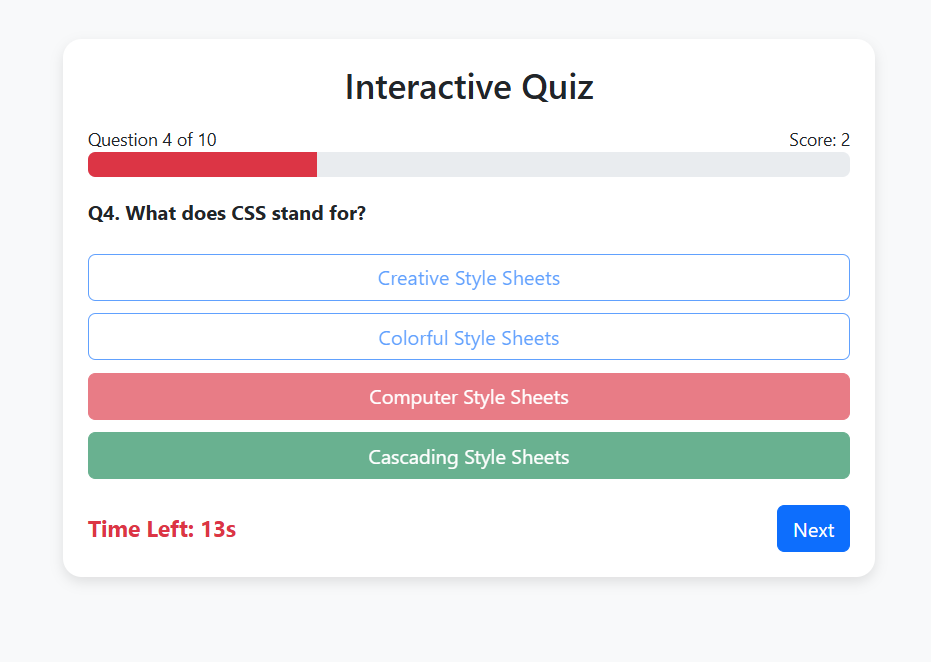 Interactive Quiz
Question 4 of 10 Score: 2
Q4. What does CSS stand for?
Creative Style Sheets
Colorful Style Sheets
Computer Style Sheets
Cascading Style Sheets
Time Left: 13s Next